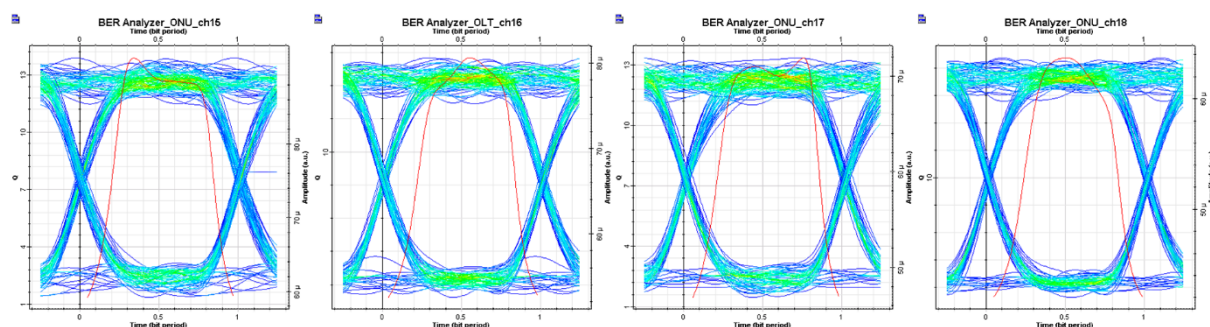 BER Analyzer_ONU_ch15
Time (bit period)
0 0.5 1
13
10
7
4
1
Q
80 µ
70 µ
60 µ
Amplitude (a.u.)
0 0.5 1
Time (bit period)
BER Analyzer_OLT_ch16
Time (bit period)
0 0.5 1
10
Q
80 µ
70 µ
60 µ
Amplitude (a.u.)
0 0.5 1
Time (bit period)
BER Analyzer_ONU_ch17
Time (bit period)
0 0.5 1
13
10
7
4
1
Q
70 µ
60 µ
50 µ
Amplitude (a.u.)
0 0.5 1
Time (bit period)
BER Analyzer_ONU_ch18
Time (bit period)
0 0.5 1
10
Q
60 µ
50 µ
0 0.5 1
Time (bit period)